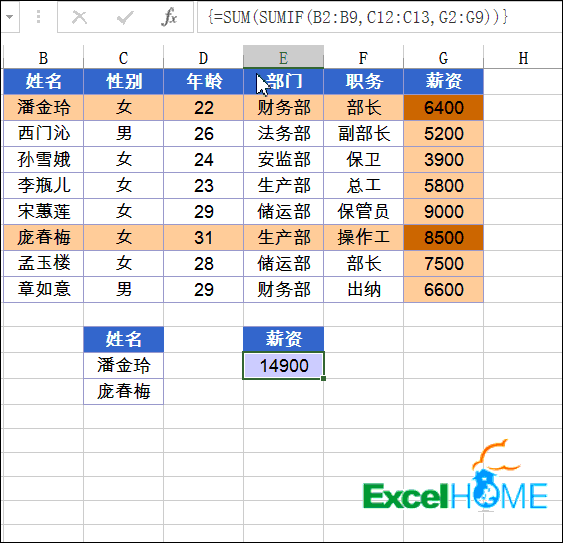 {=SUM(SUMIF(B2:B9,C12:C13,G2:G9))}
B C D E F G H
姓名 性别 年龄 部门 职务 薪资
潘金玲 女 22 财务部 部长 6400
西门沁 男 26 法务部 副部长 5200
孙雪娥 女 24 安监部 保卫 3900
李瓶儿 女 23 生产部 总工 5800
宋蕙莲 女 29 储运部 保管员 9000
庞春梅 女 31 生产部 操作工 8500
孟玉楼 女 28 储运部 部长 7500
章如意 男 29 财务部 出纳 6600
姓名 薪资
潘金玲 14900
庞春梅
ExcelHOME